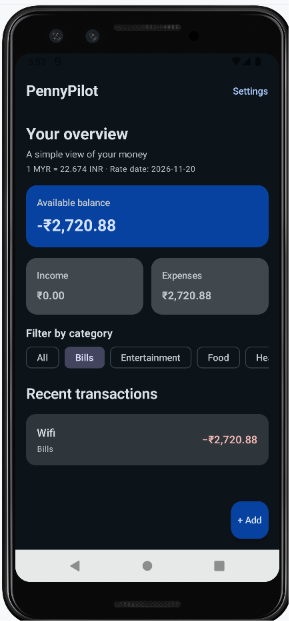 PennyPilot
Settings
Your overview
A simple view of your money
1 MYR = 22.674 INR · Rate date: 2026-11-20
Available balance
-₹2,720.88
Income
Expenses
₹0.00
₹2,720.88
Filter by category
All
Bills
Entertainment
Food
He
Recent transactions
Wifi
−₹2,720.88
Bills
+ Add